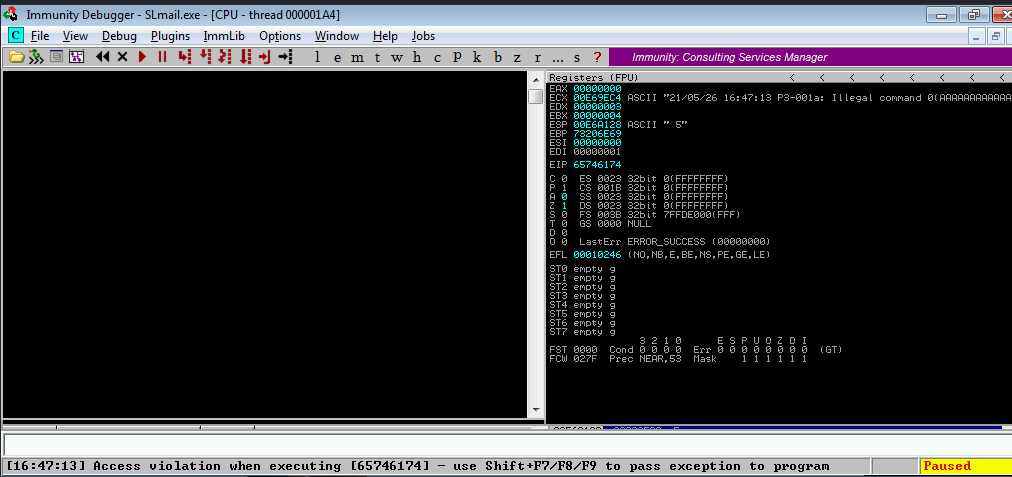 Immunity Debugger - SLmail.exe - [CPU - thread 000001A4]
C File View Debug Plugins ImmLib Options Window Help Jobs
l e m t w h c P k b z r ... s ? Immunity: Consulting Services Manager
Registers (FPU) < < < < < < < <
EAX 00000000
ECX 00E69EC4 ASCII "21/05/26 16:47:13 P3-001a: Illegal command 0(AAAAAAAAAAAA
EDX 00000003
EBX 00000004
ESP 00E6A128 ASCII " 5"
EBP 73206E69
ESI 00000000
EDI 00000001
EIP 65746174
C 0 ES 0023 32bit 0(FFFFFFFF)
P 1 CS 001B 32bit 0(FFFFFFFF)
A 0 SS 0023 32bit 0(FFFFFFFF)
Z 1 DS 0023 32bit 0(FFFFFFFF)
S 0 FS 003B 32bit 7FFDE000(FFF)
T 0 GS 0000 NULL
D 0
O 0 LastErr ERROR_SUCCESS (00000000)
EFL 00010246 (NO,NB,E,BE,NS,PE,GE,LE)
ST0 empty g
ST1 empty g
ST2 empty g
ST3 empty g
ST4 empty g
ST5 empty g
ST6 empty g
ST7 empty g
3 2 1 0 E S P U O Z D I
FST 0000 Cond 0 0 0 0 Err 0 0 0 0 0 0 0 0 (GT)
FCW 027F Prec NEAR,53 Mask 1 1 1 1 1 1
[16:47:13] Access violation when executing [65746174] - use Shift+F7/F8/F9 to pass exception to program
Paused